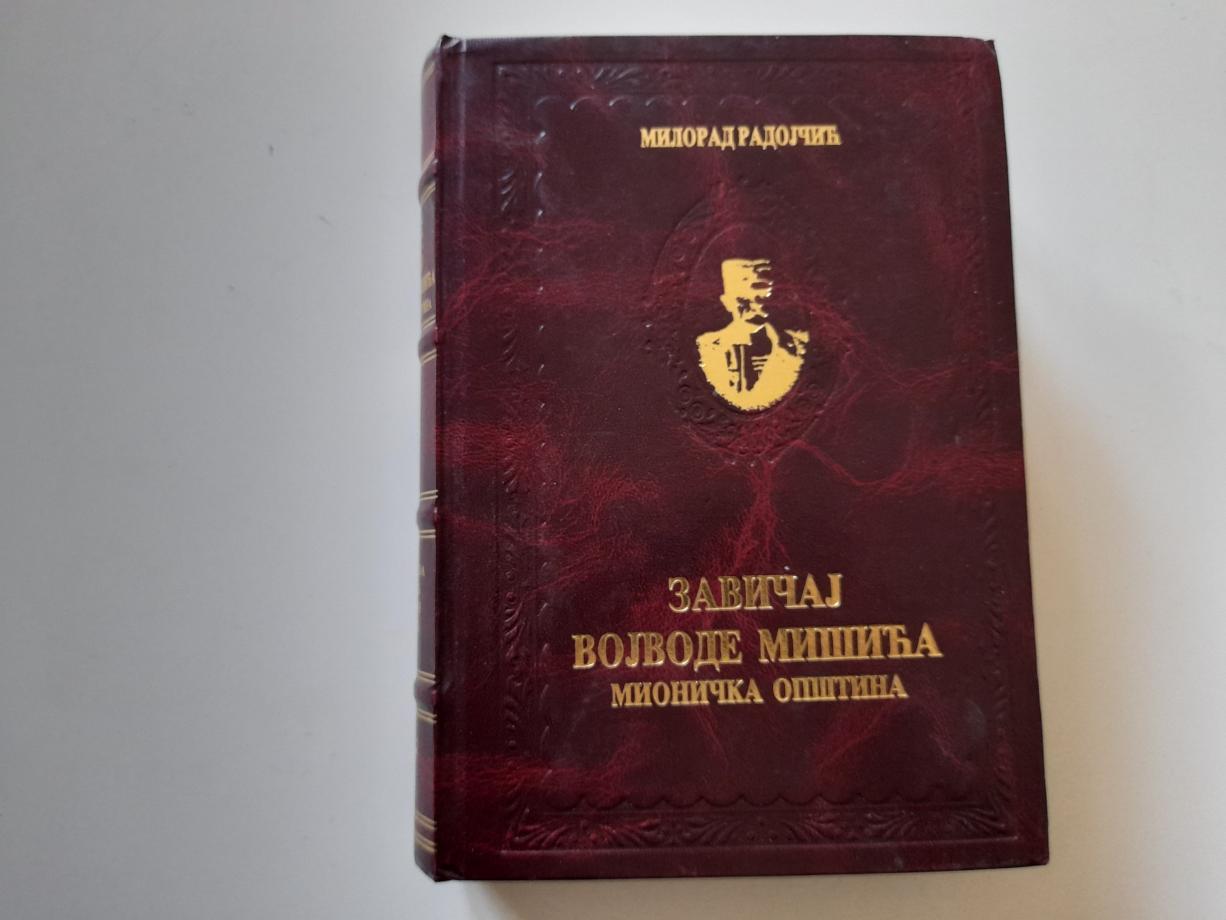 МИЛОРАД РАДОЈЧИЋ
ЗАВИЧАЈ
ВОЈВОДЕ МИШИЋА
МИОНИЧКА ОПШТИНА